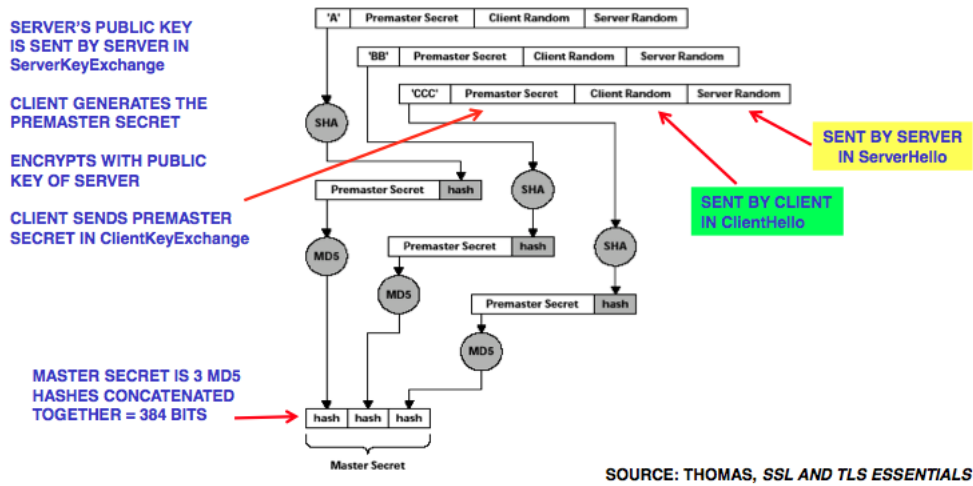 SERVER'S PUBLIC KEY
IS SENT BY SERVER IN
ServerKeyExchange
CLIENT GENERATES THE
PREMASTER SECRET
ENCRYPTS WITH PUBLIC
KEY OF SERVER
CLIENT SENDS PREMASTER
SECRET IN ClientKeyExchange
MASTER SECRET IS 3 MD5
HASHES CONCATENATED
TOGETHER = 384 BITS
'A' Premaster Secret Client Random Server Random
'BB' Premaster Secret Client Random Server Random
'CCC' Premaster Secret Client Random Server Random
SENT BY SERVER
IN ServerHello
SENT BY CLIENT
IN ClientHello
SHA
Premaster Secret hash
SHA
MD5
Premaster Secret hash
SHA
MD5
Premaster Secret hash
MD5
hash hash hash
Master Secret
SOURCE: THOMAS, SSL AND TLS ESSENTIALS